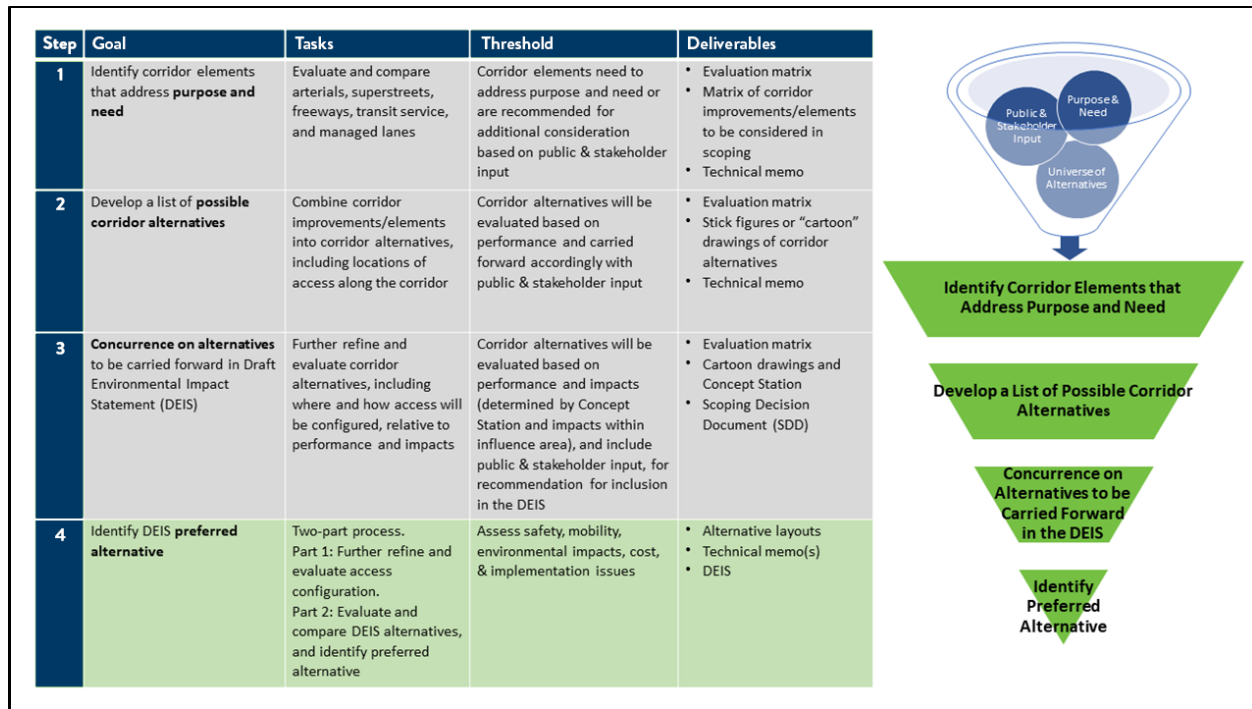 Step Goal Tasks Threshold Deliverables
1
Identify corridor elements
that address purpose and
need
Evaluate and compare
arterials, superstreets,
freeways, transit service,
and managed lanes
Corridor elements need to
address purpose and need or
are recommended for
additional consideration
based on public & stakeholder
input
• Evaluation matrix
• Matrix of corridor
improvements/elements
to be considered in
scoping
• Technical memo
2
Develop a list of possible
corridor alternatives
Combine corridor
improvements/elements
into corridor alternatives,
including locations of
access along the corridor
Corridor alternatives will be
evaluated based on
performance and carried
forward accordingly with
public & stakeholder input
• Evaluation matrix
• Stick figures or “cartoon”
drawings of corridor
alternatives
• Technical memo
3
Concurrence on alternatives
to be carried forward in Draft
Environmental Impact
Statement (DEIS)
Further refine and
evaluate corridor
alternatives, including
where and how access will
be configured, relative to
performance and impacts
Corridor alternatives will be
evaluated based on
performance and impacts
(determined by Concept
Station and impacts within
influence area), and include
public & stakeholder input, for
recommendation for inclusion
in the DEIS
• Evaluation matrix
• Cartoon drawings and
Concept Station
• Scoping Decision
Document (SDD)
4
Identify DEIS preferred
alternative
Two-part process.
Part 1: Further refine and
evaluate access
configuration.
Part 2: Evaluate and
compare DEIS alternatives,
and identify preferred
alternative
Assess safety, mobility,
environmental impacts, cost,
& implementation issues
• Alternative layouts
• Technical memo(s)
• DEIS
Public &
Stakeholder
Input
Purpose &
Need
Universe of
Alternatives
Identify Corridor Elements that
Address Purpose and Need
Develop a List of Possible Corridor
Alternatives
Concurrence on
Alternatives to be
Carried Forward
in the DEIS
Identify
Preferred
Alternative